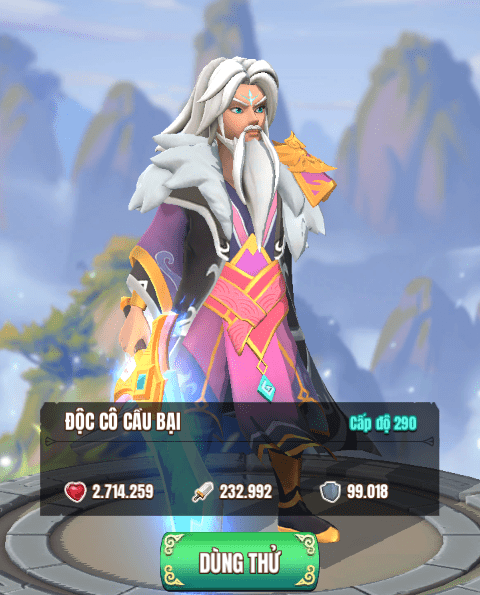 ĐỘC CÔ CẦU BẠI
Cấp độ 290
2.714.259 232.992 99.018
DÙNG THỬ